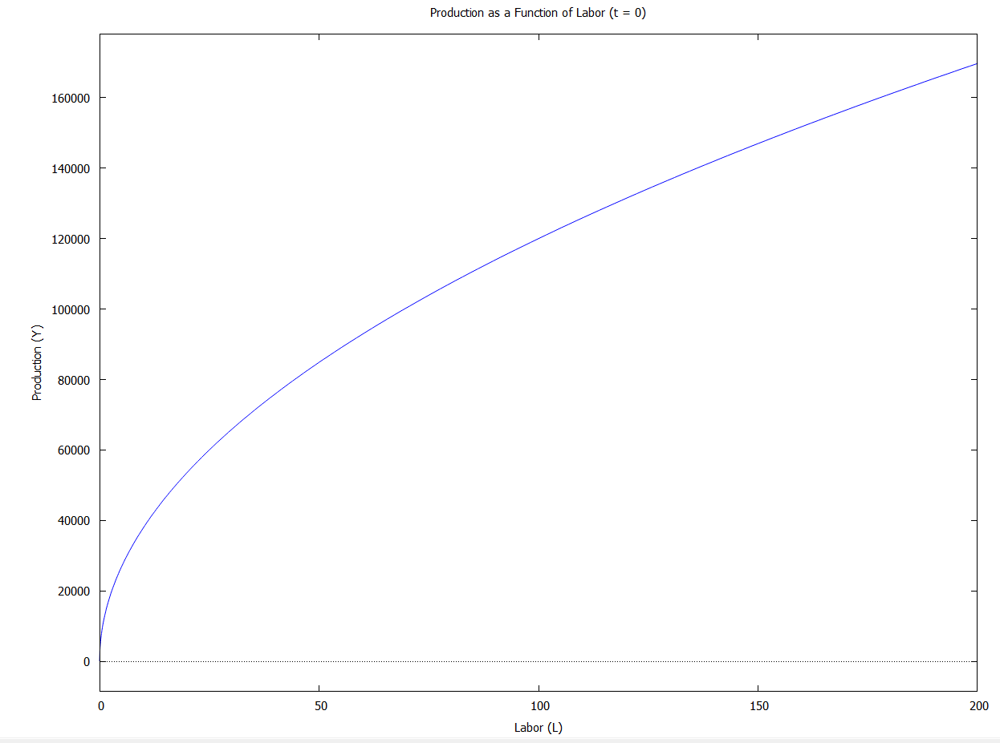 Production as a Function of Labor (t = 0)
160000
140000
120000
100000
80000
60000
40000
20000
0
Production (Y)
0 50 100 150 200
Labor (L)